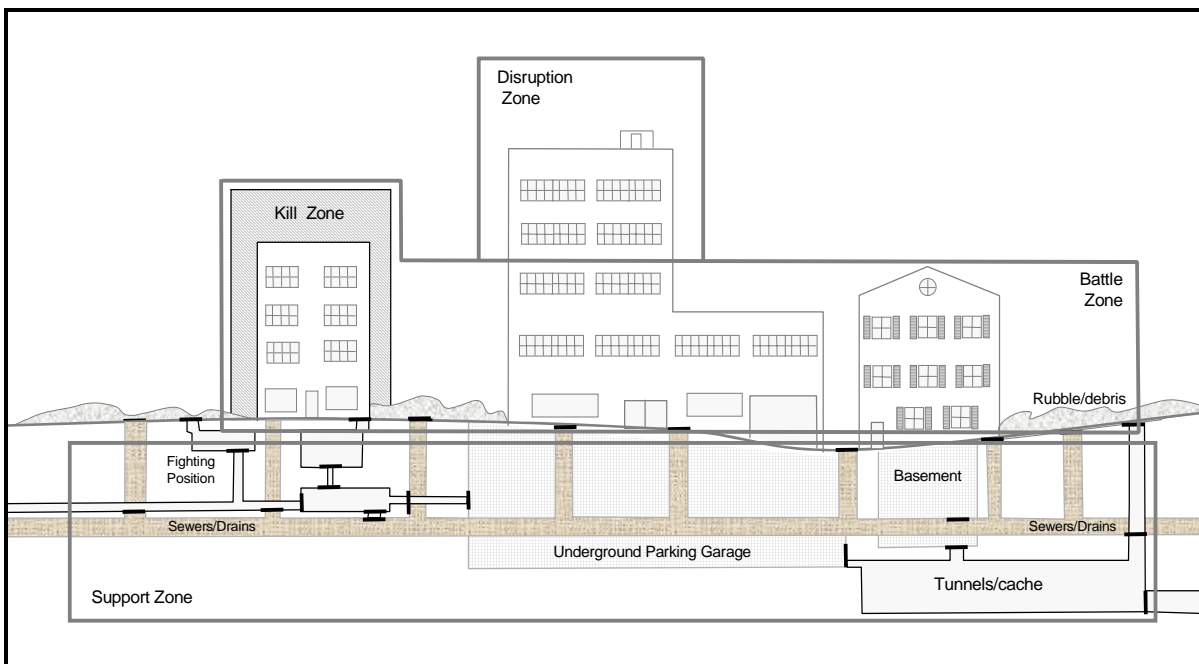 Disruption
Zone
Kill Zone
Battle
Zone
Rubble/debris
Fighting
Position
Basement
Sewers/Drains
Sewers/Drains
Underground Parking Garage
Tunnels/cache
Support Zone